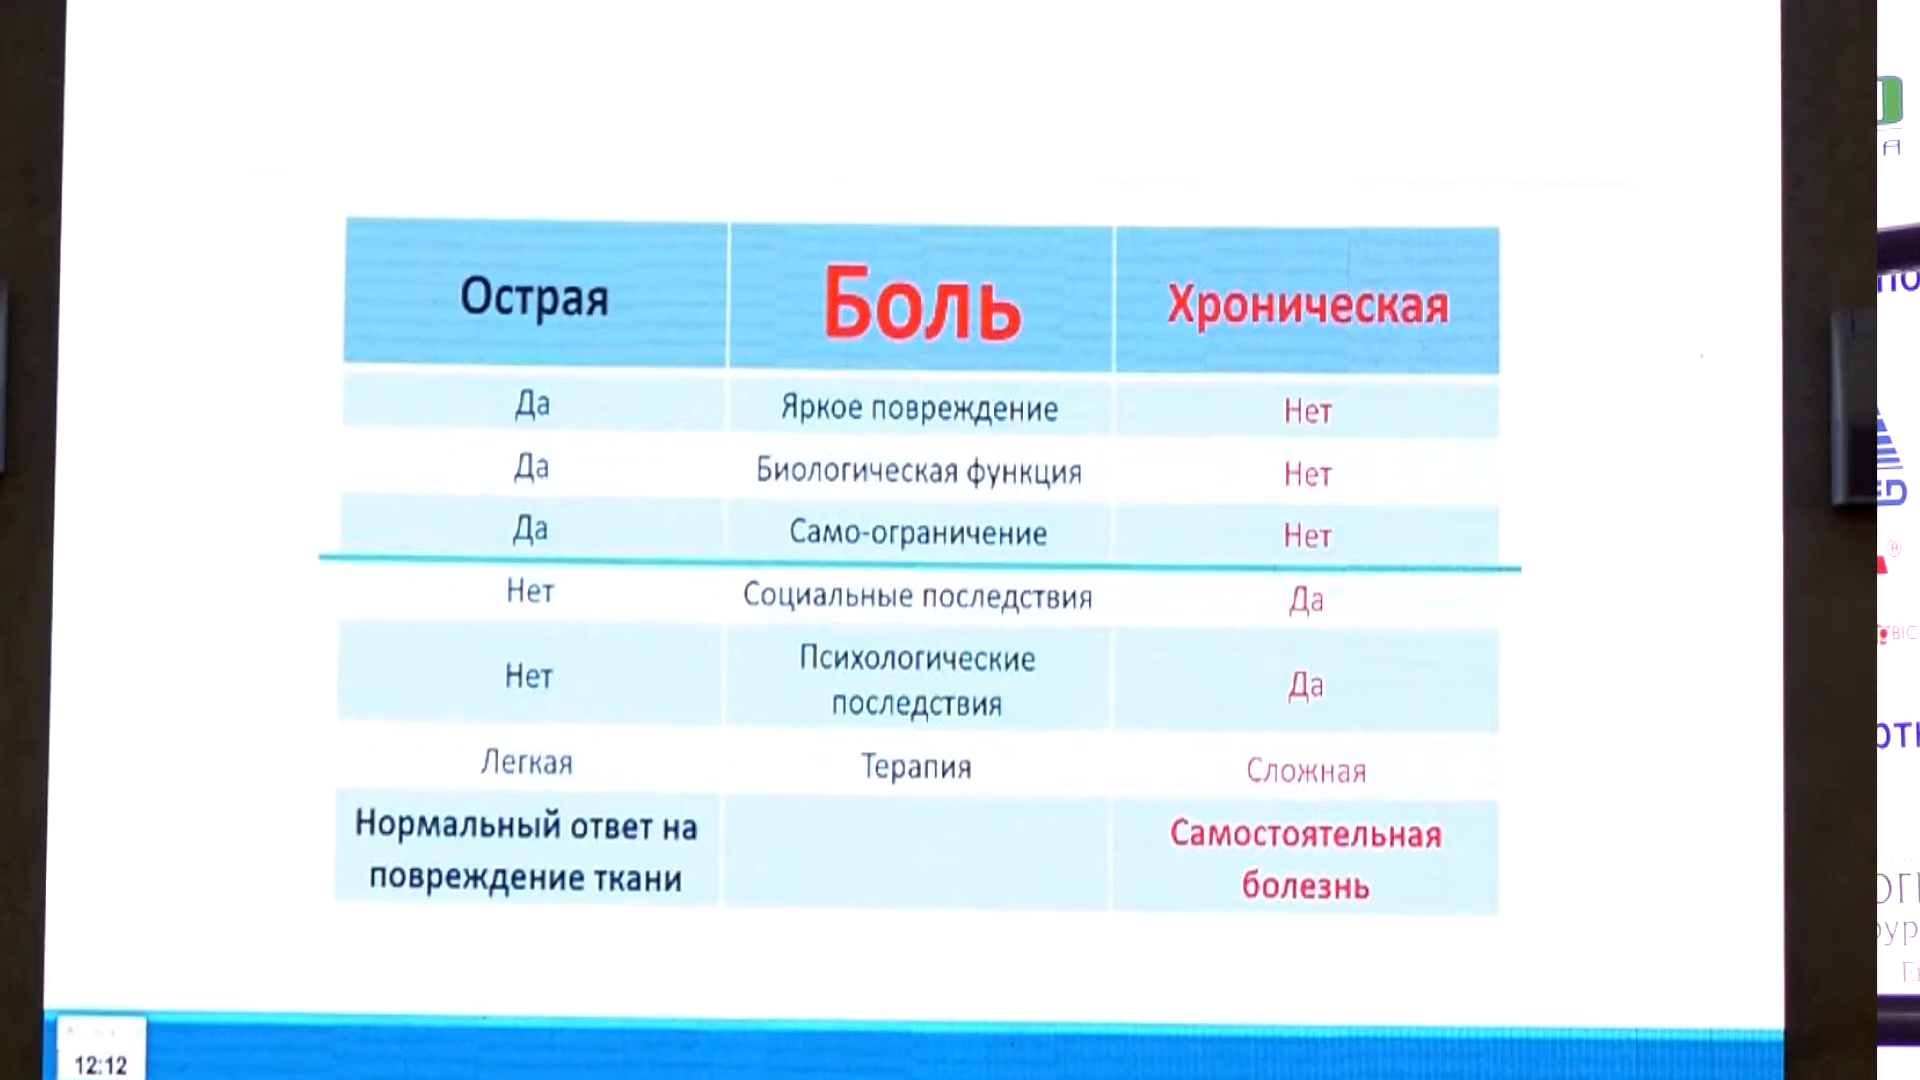 Острая Боль Хроническая
Да Яркое повреждение Нет
Да Биологическая функция Нет
Да Само-ограничение Нет
Нет Социальные последствия Да
Нет Психологические последствия Да
Легкая Терапия Сложная
Нормальный ответ на
повреждение ткани
Самостоятельная
болезнь
12:12